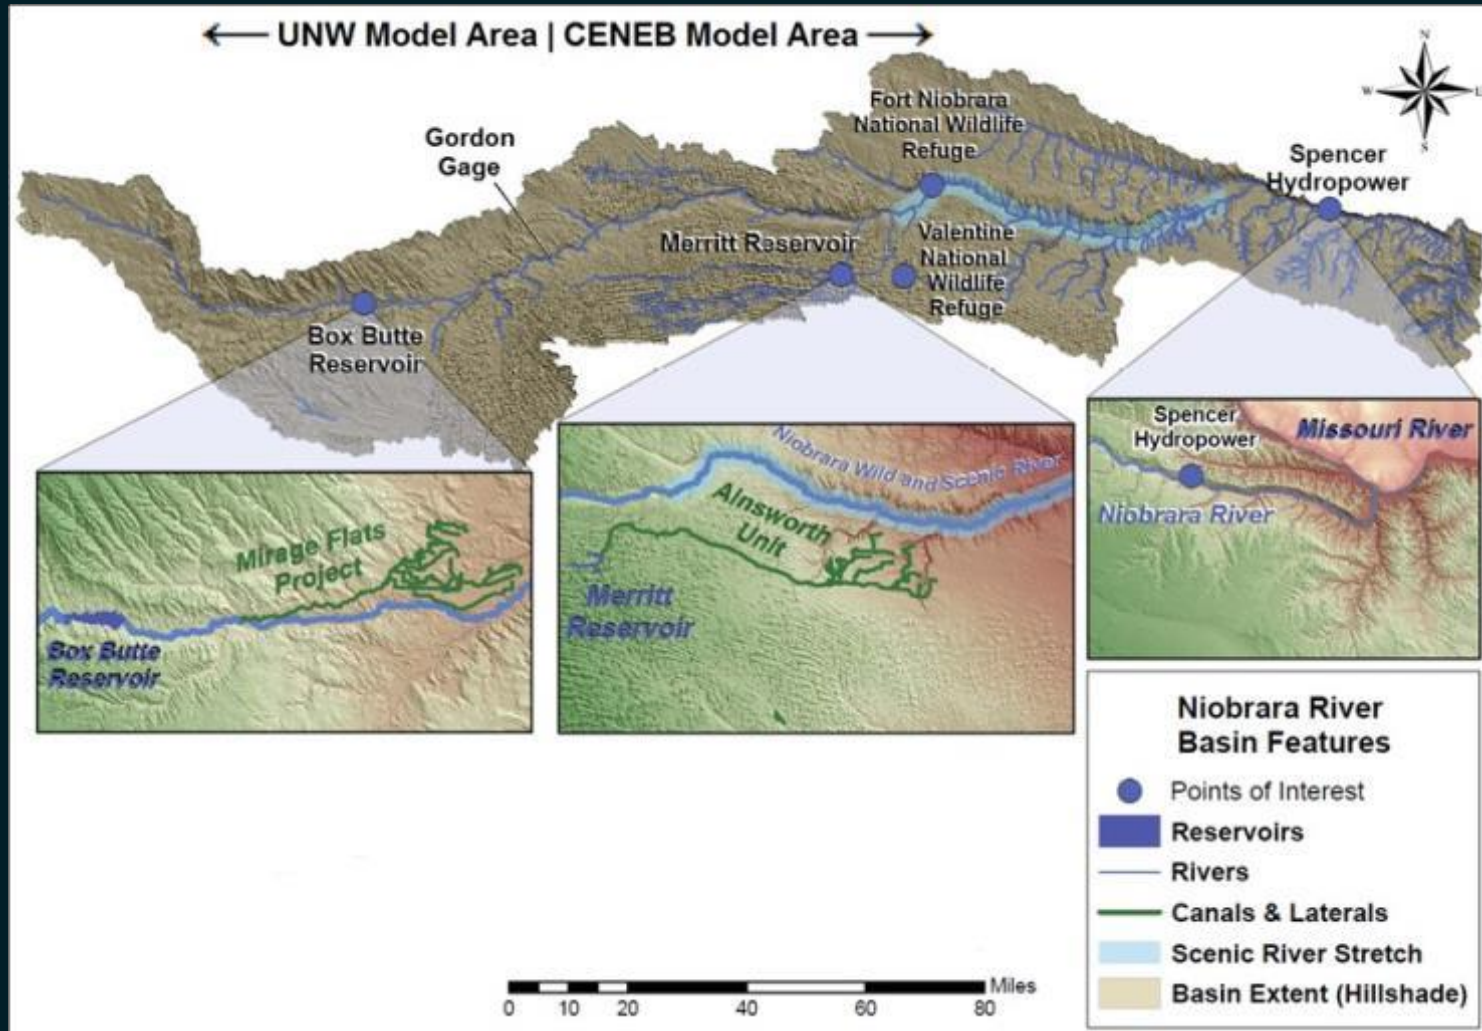 UNW Model Area | CENEB Model Area
N
W
S
Fort Niobrara
National Wildlife
Refuge
Gordon
Gage
Spencer
Hydropower
Merritt Reservoir
Valentine
National
Wildlife
Refuge
Box Butte
Reservoir
Mirage Flats
Project
Box Butte
Reservoir
Niobrara Wild and Scenic River
Ainsworth
Unit
Merritt
Reservoir
Spencer
Hydropower
Missouri River
Niobrara River
Niobrara River
Basin Features
Points of Interest
Reservoirs
Rivers
Canals & Laterals
Scenic River Stretch
Basin Extent (Hillshade)
Miles
0 10 20 40 60 80